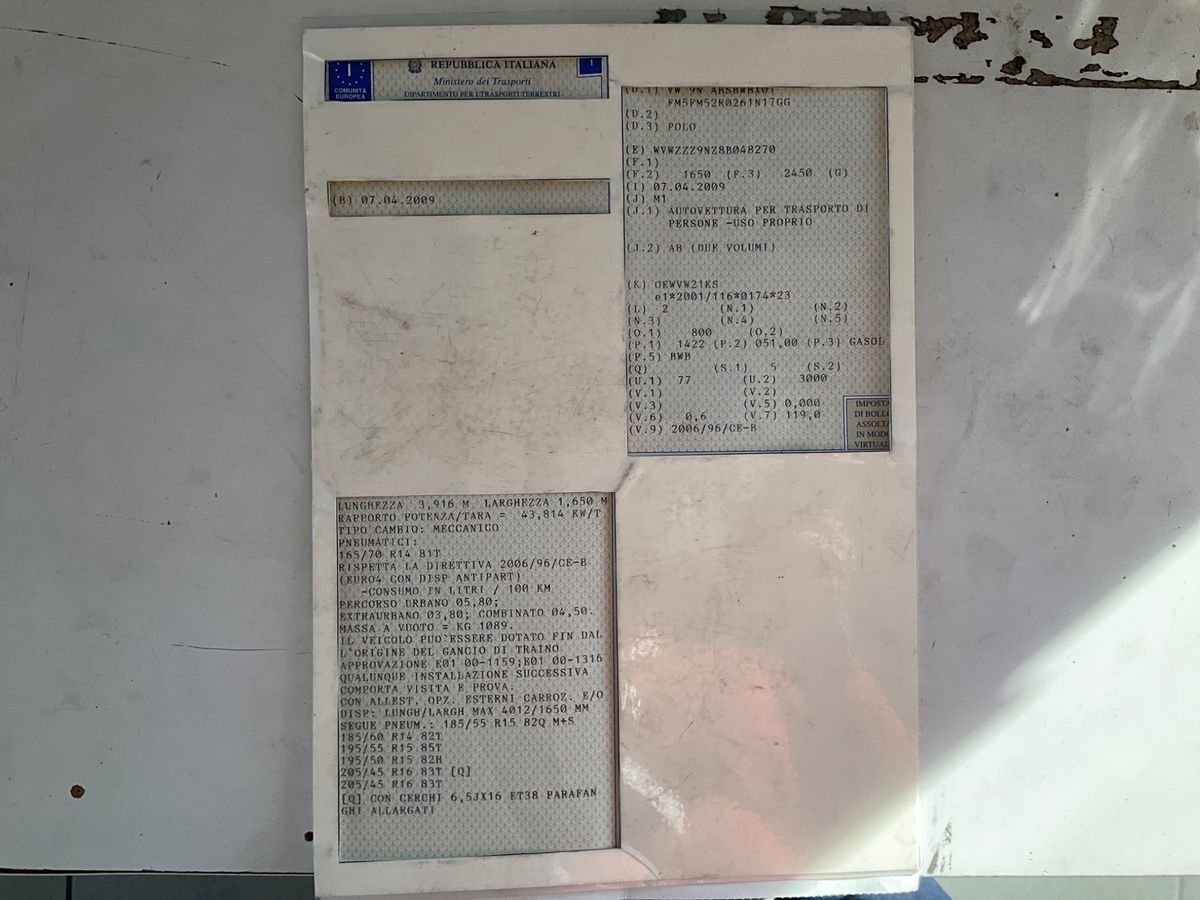 I
COMUNITÀ
EUROPEA
REPUBBLICA ITALIANA
Ministero dei Trasporti
DIPARTIMENTO PER I TRASPORTI TERRESTRI
1
(B) 07.04.2009
(D.1) VW 9N
FM5FM52R0261N17GG
(D.2)
(D.3) POLO
(E) WVWZZZ9NZ8B048270
(F.1)
(F.2) 1650 (F.3) 2450 (G)
(I) 07.04.2009
(J) M1
(J.1) AUTOVETTURA PER TRASPORTO DI
PERSONE -USO PROPRIO
(J.2) AB (DUE VOLUMI)
(K) OEWVW21KS
e1*2001/116*0174*23
(L) 2 (N.1) (N.2)
(N.3) (N.4) (N.5)
(O.1) 800 (O.2)
(P.1) 1422 (P.2) 051,00 (P.3) GASOL
(P.5) BWB
(Q) (S.1) 5 (S.2)
(U.1) 77 (U.2) 3000
(V.1) (V.2)
(V.3) (V.5) 0,000
(V.6) 0,6 (V.7) 119,0
(V.9) 2006/96/CE-B
IMPOSTA
DI BOLLO
ASSOLTA
IN MODO
VIRTUAL
LUNGHEZZA 3,916 M LARGHEZZA 1,650 M
RAPPORTO POTENZA/TARA = 43,814 KW/T
TIPO CAMBIO: MECCANICO
PNEUMATICI:
165/70 R14 81T
RISPETTA LA DIRETTIVA 2006/96/CE-B
(EURO4 CON DISP ANTIPART)
-CONSUMO IN LITRI / 100 KM
PERCORSO URBANO 05,80;
EXTRAURBANO 03,80; COMBINATO 04,50.
MASSA A VUOTO = KG 1089.
IL VEICOLO PUO`ESSERE DOTATO FIN DAL
L`ORIGINE DEL GANCIO DI TRAINO
APPROVAZIONE E01 00-1159;E01 00-1316
QUALUNQUE INSTALLAZIONE SUCCESSIVA
COMPORTA VISITA E PROVA.
CON ALLEST. OPZ. ESTERNI CARROZ. E/O
DISP: LUNGH/LARGH MAX 4012/1650 MM
SEGUE PNEUM.: 185/55 R15 82Q M+S
185/60 R14 82T
195/55 R15 85T
195/50 R15 82H
205/45 R16 83T [Q]
205/45 R16 83T
[Q] CON CERCHI 6,5JX16 ET38 PARAFAN
GHI ALLARGATI